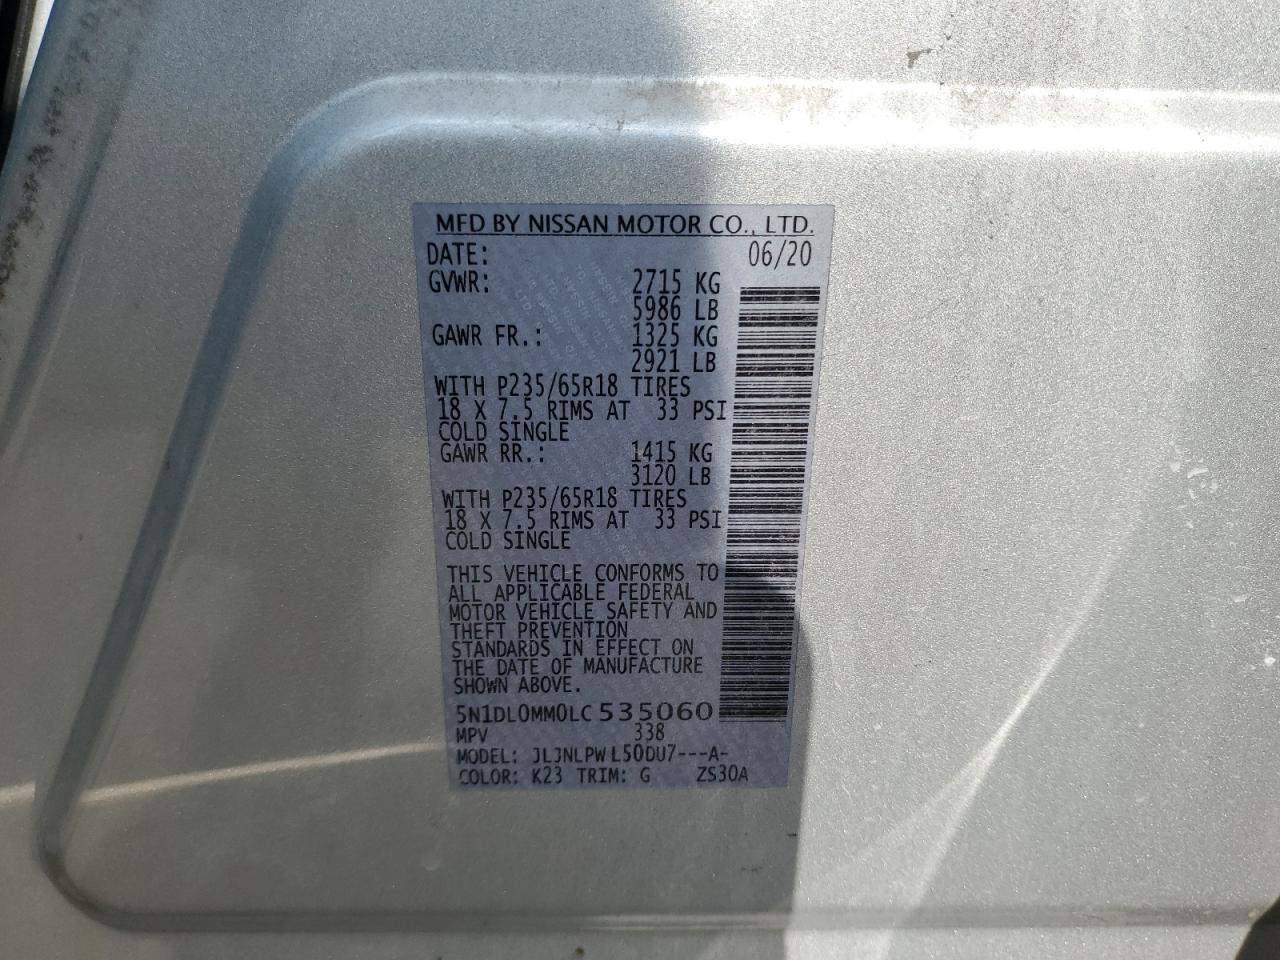 MFD BY NISSAN MOTOR CO., LTD.
DATE: 06/20
GVWR: 2715 KG
5986 LB
GAWR FR.: 1325 KG
2921 LB
WITH P235/65R18 TIRES
18 X 7.5 RIMS AT 33 PSI
COLD SINGLE
GAWR RR.: 1415 KG
3120 LB
WITH P235/65R18 TIRES
18 X 7.5 RIMS AT 33 PSI
COLD SINGLE
THIS VEHICLE CONFORMS TO
ALL APPLICABLE FEDERAL
MOTOR VEHICLE SAFETY AND
THEFT PREVENTION
STANDARDS IN EFFECT ON
THE DATE OF MANUFACTURE
SHOWN ABOVE.
5N1DL0MM0LC 535060
MPV 338
MODEL: JLJNLPW L50DU7---A-
COLOR: K23 TRIM: G ZS30A